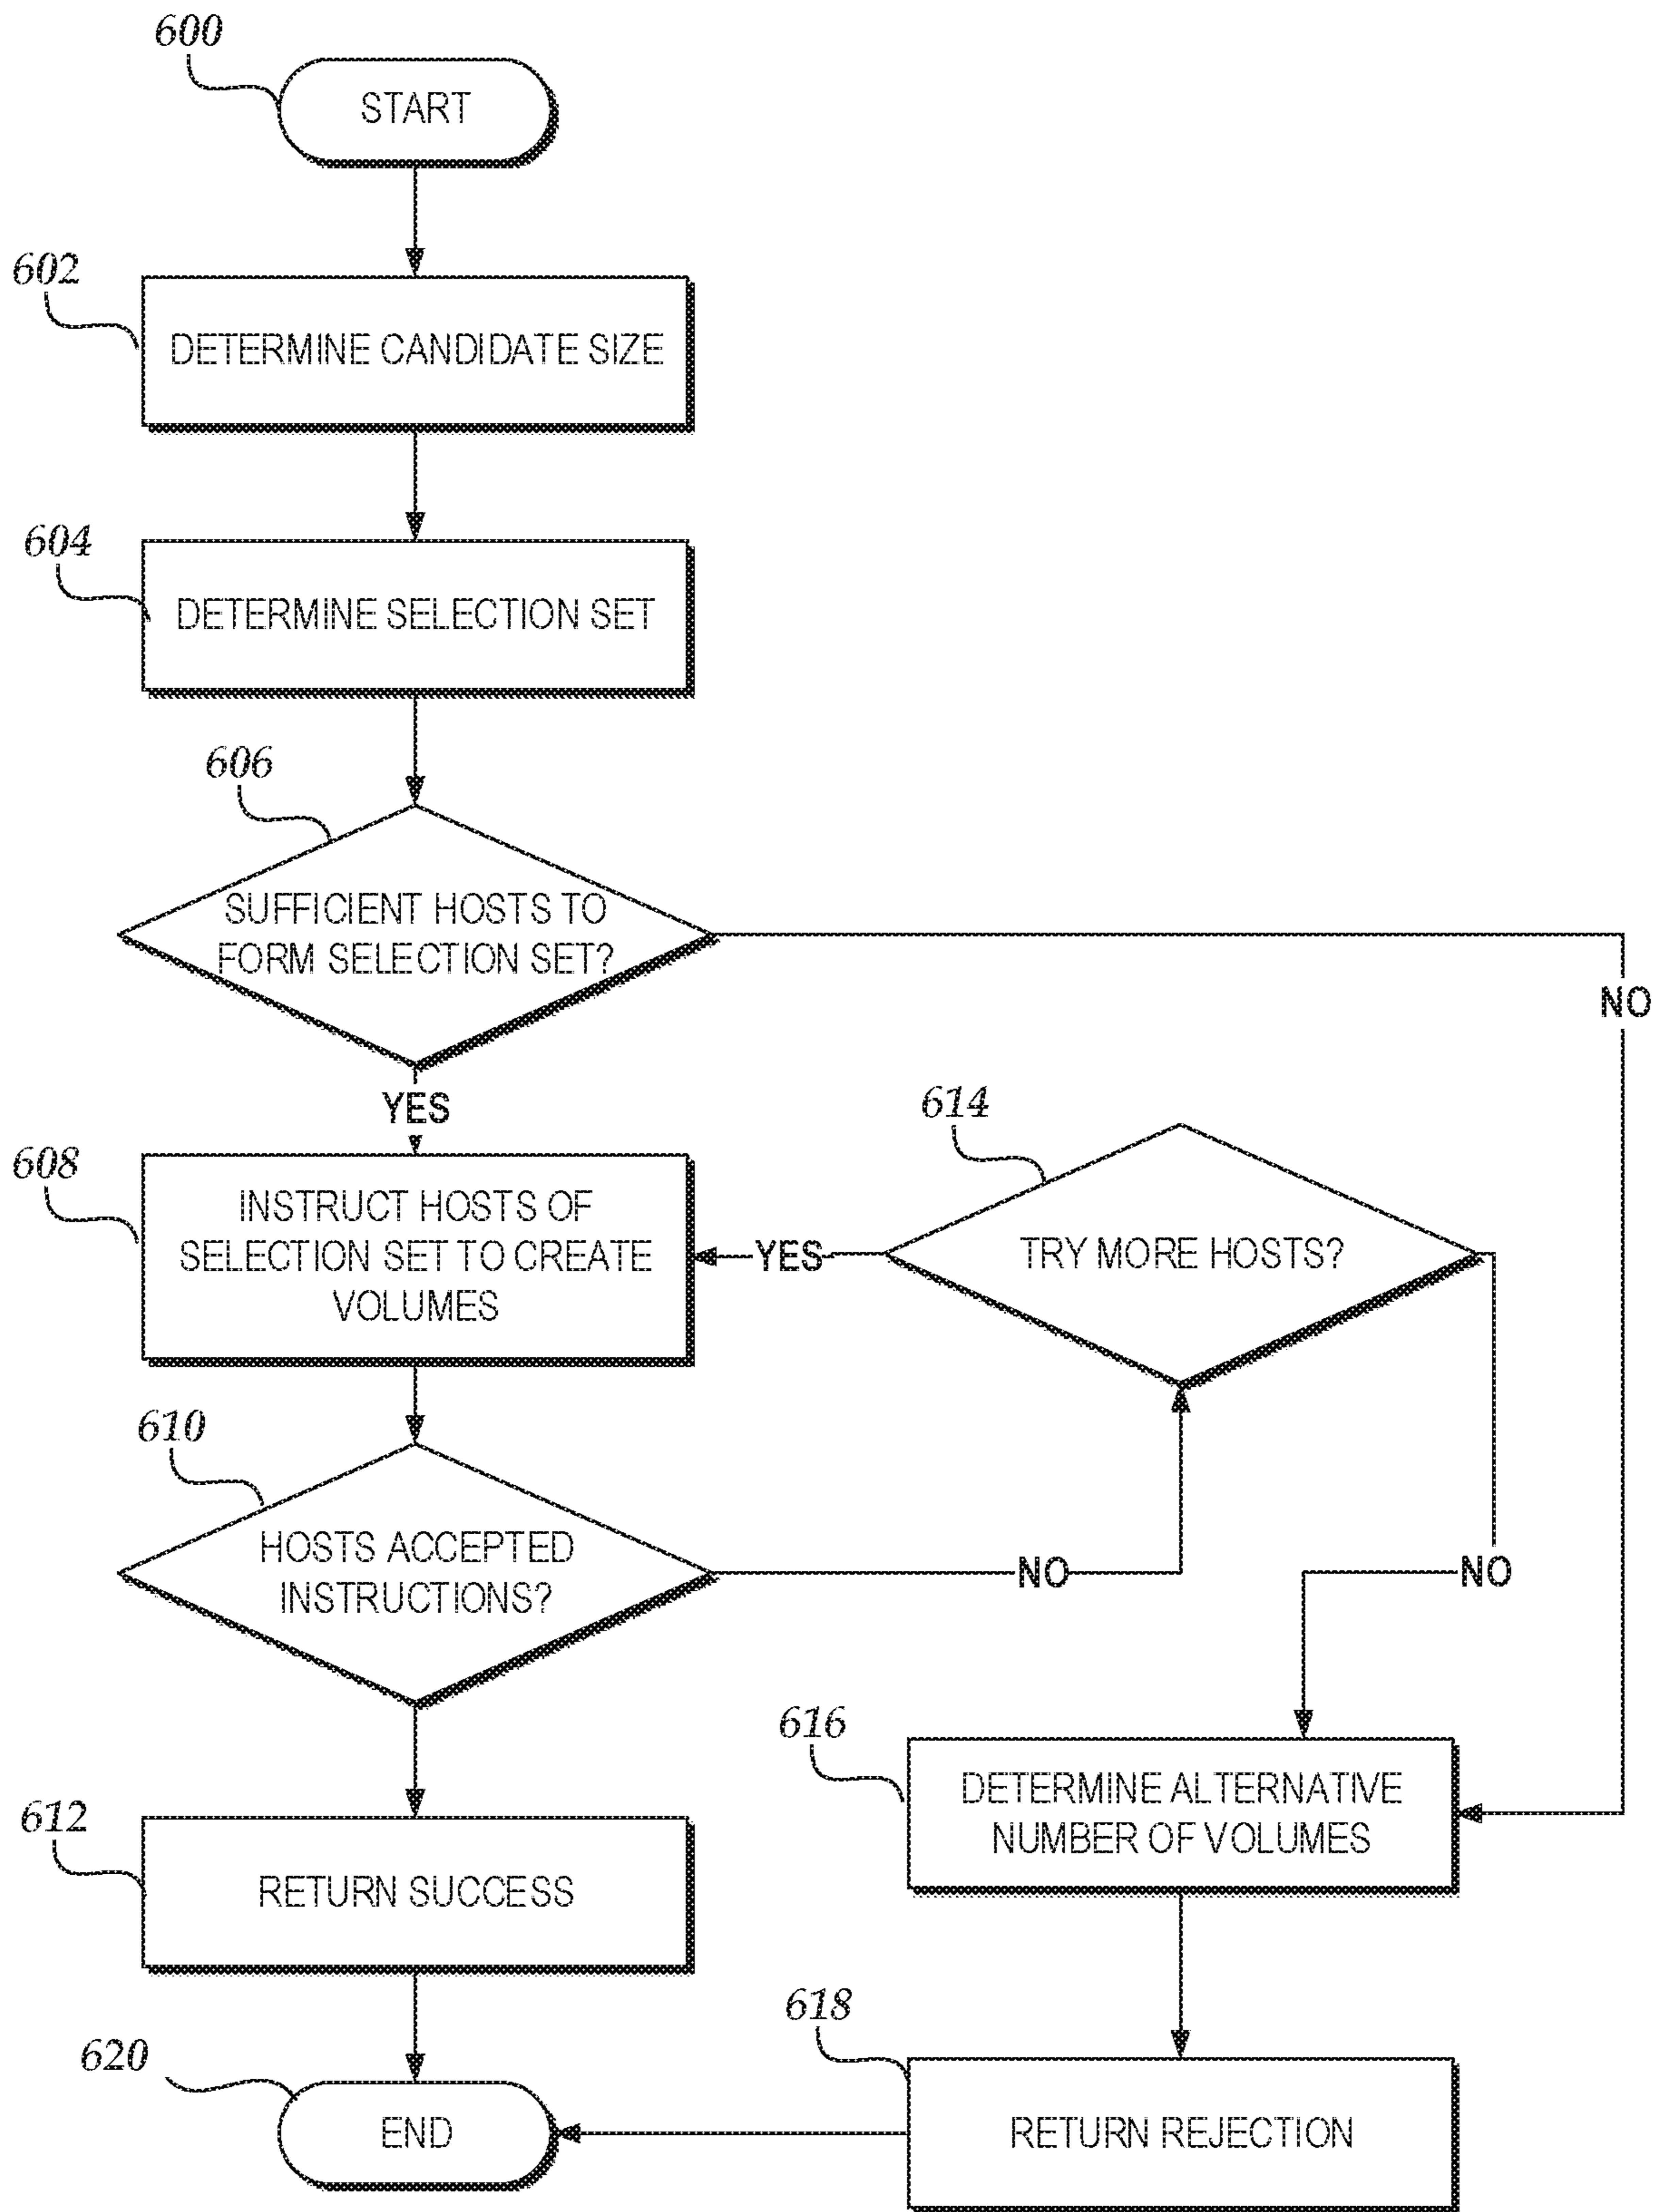 600
START
602
DETERMINE CANDIDATE SIZE
604
DETERMINE SELECTION SET
606
SUFFICIENT HOSTS TO
FORM SELECTION SET?
NO
YES
614
608
INSTRUCT HOSTS OF
SELECTION SET TO CREATE
VOLUMES
YES
TRY MORE HOSTS?
610
HOSTS ACCEPTED
INSTRUCTIONS?
NO
NO
616
DETERMINE ALTERNATIVE
NUMBER OF VOLUMES
612
RETURN SUCCESS
618
RETURN REJECTION
620
END